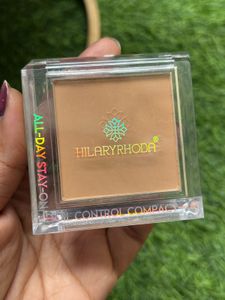 HILARYRHODA®
ALL-DAY STAY-ON
CONTROL COMPACT